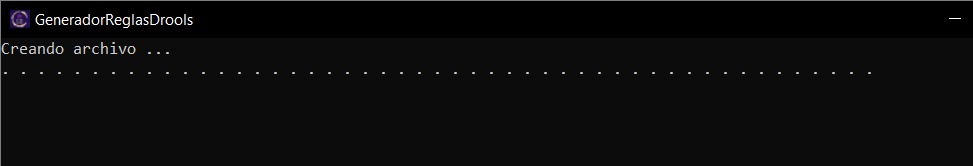 GeneradorReglasDrools
Creando archivo ...
. . . . . . . . . . . . . . . . . . . . . . . . . . . . . . . . . . . . . . . . . . . . . . . . .